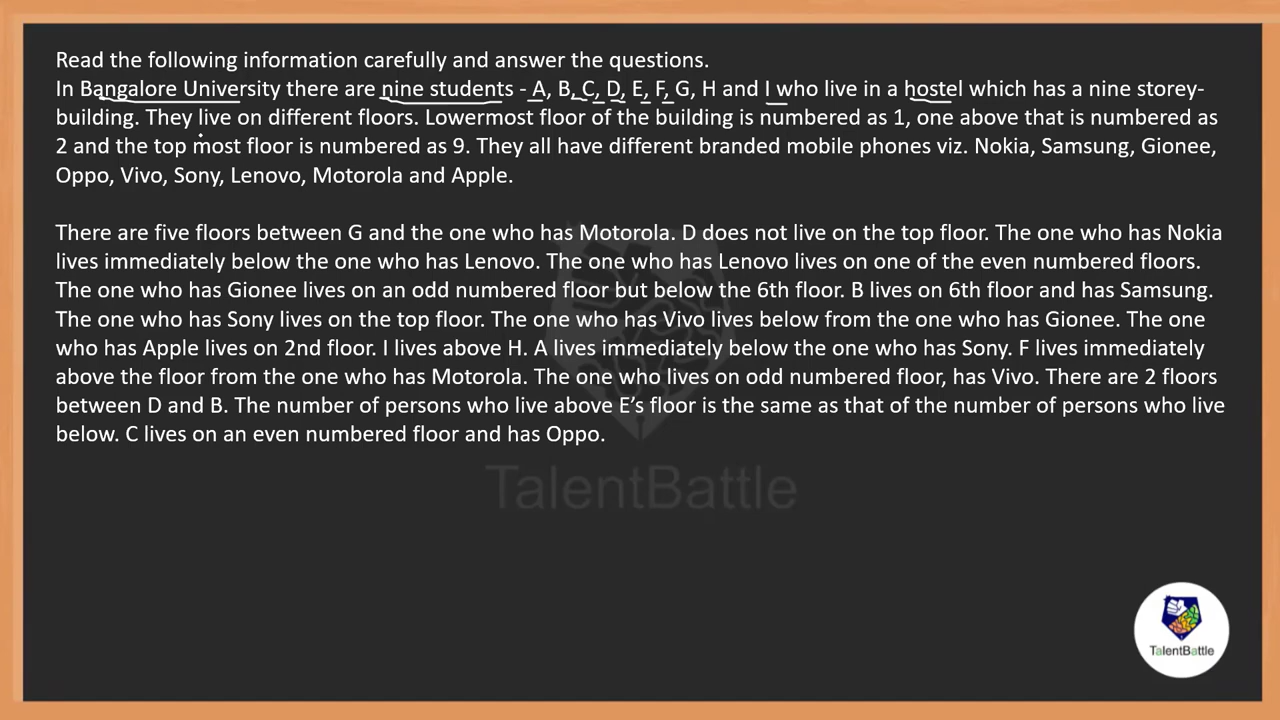 Read the following information carefully and answer the questions.
In Bangalore University there are nine students - A, B, C, D, E, F, G, H and I who live in a hostel which has a nine storey-
building. They live on different floors. Lowermost floor of the building is numbered as 1, one above that is numbered as
2 and the top most floor is numbered as 9. They all have different branded mobile phones viz. Nokia, Samsung, Gionee,
Oppo, Vivo, Sony, Lenovo, Motorola and Apple.
There are five floors between G and the one who has Motorola. D does not live on the top floor. The one who has Nokia
lives immediately below the one who has Lenovo. The one who has Lenovo lives on one of the even numbered floors.
The one who has Gionee lives on an odd numbered floor but below the 6th floor. B lives on 6th floor and has Samsung.
The one who has Sony lives on the top floor. The one who has Vivo lives below from the one who has Gionee. The one
who has Apple lives on 2nd floor. I lives above H. A lives immediately below the one who has Sony. F lives immediately
above the floor from the one who has Motorola. The one who lives on odd numbered floor, has Vivo. There are 2 floors
between D and B. The number of persons who live above E’s floor is the same as that of the number of persons who live
below. C lives on an even numbered floor and has Oppo.
TalentBattle
TalentBattle